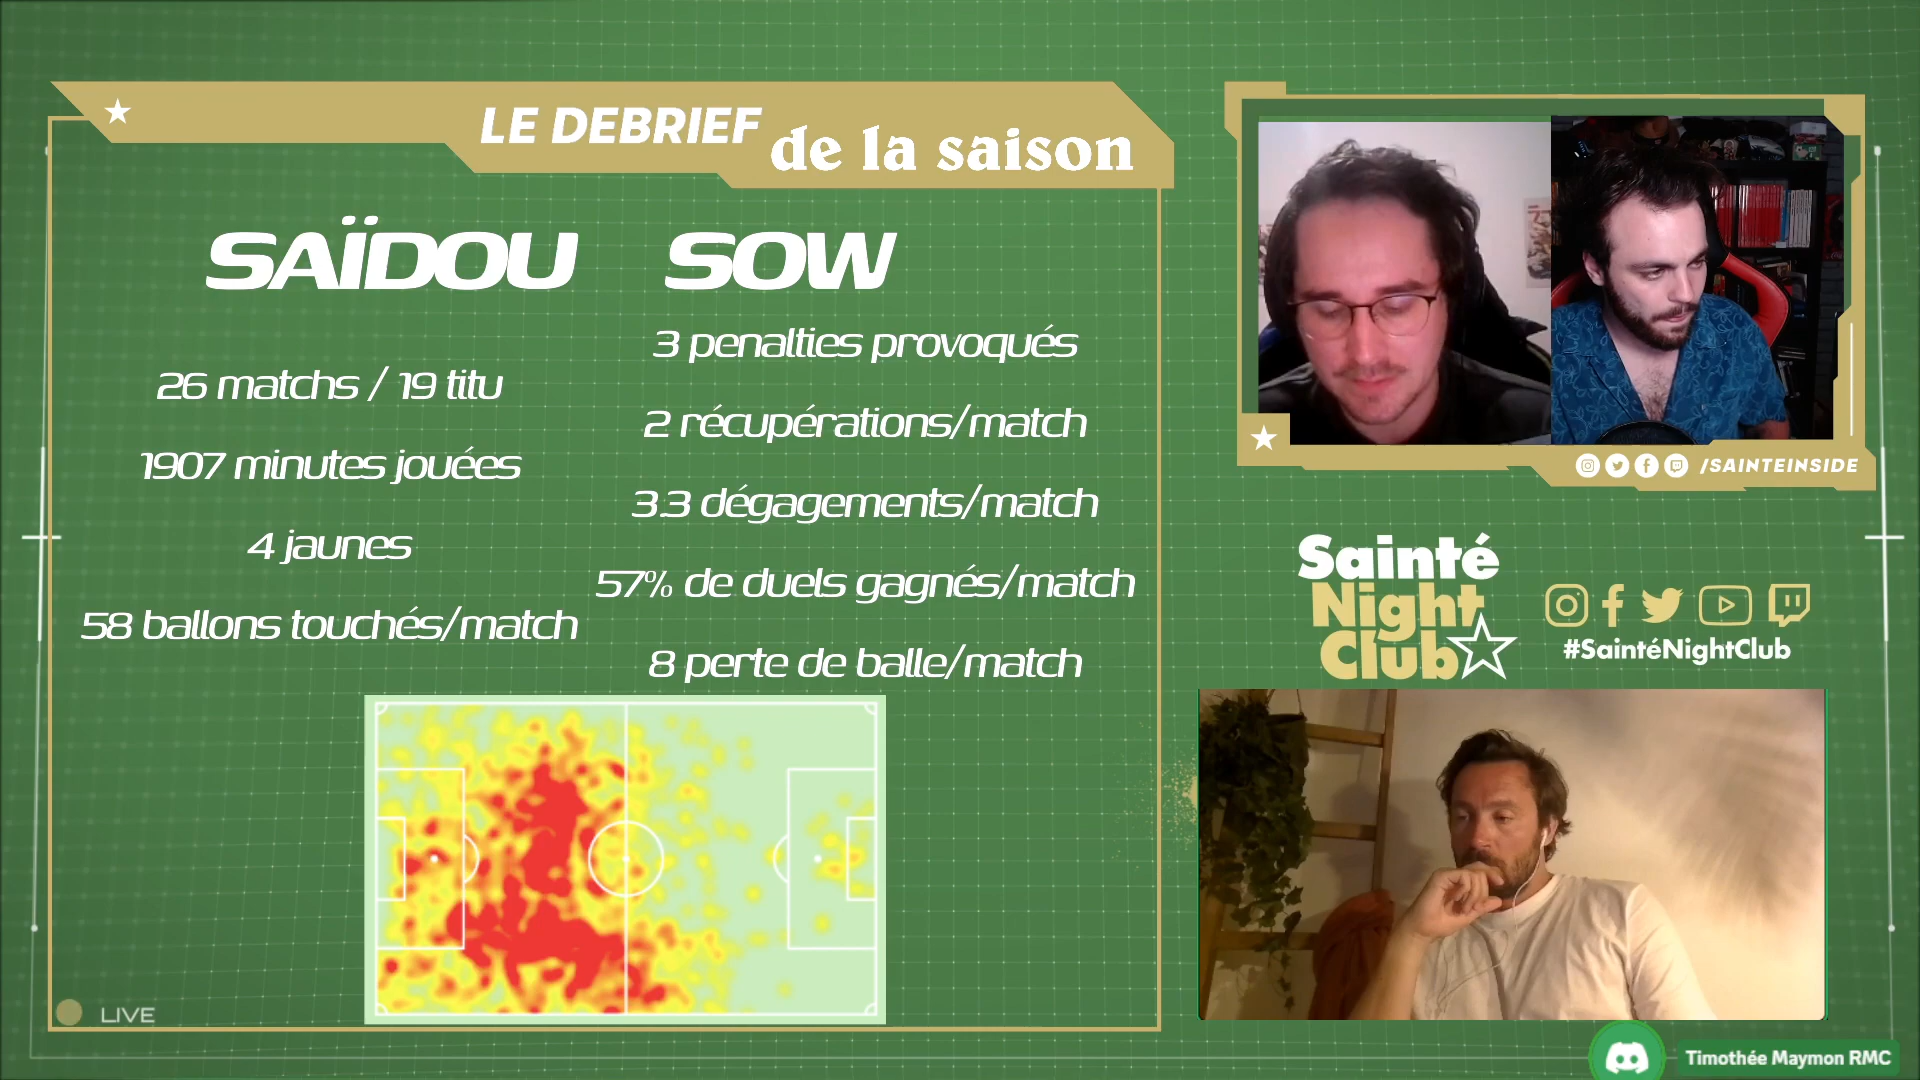 LE DEBRIEF de la saison
SAÏDOU SOW
26 matchs / 19 titu
1907 minutes jouées
4 jaunes
58 ballons touchés/match
3 penalties provoqués
2 récupérations/match
3.3 dégagements/match
57% de duels gagnés/match
8 perte de balle/match
LIVE
/SAINTEINSIDE
Sainté
Night
Club
#SaintéNightClub
Timothée Maymon RMC